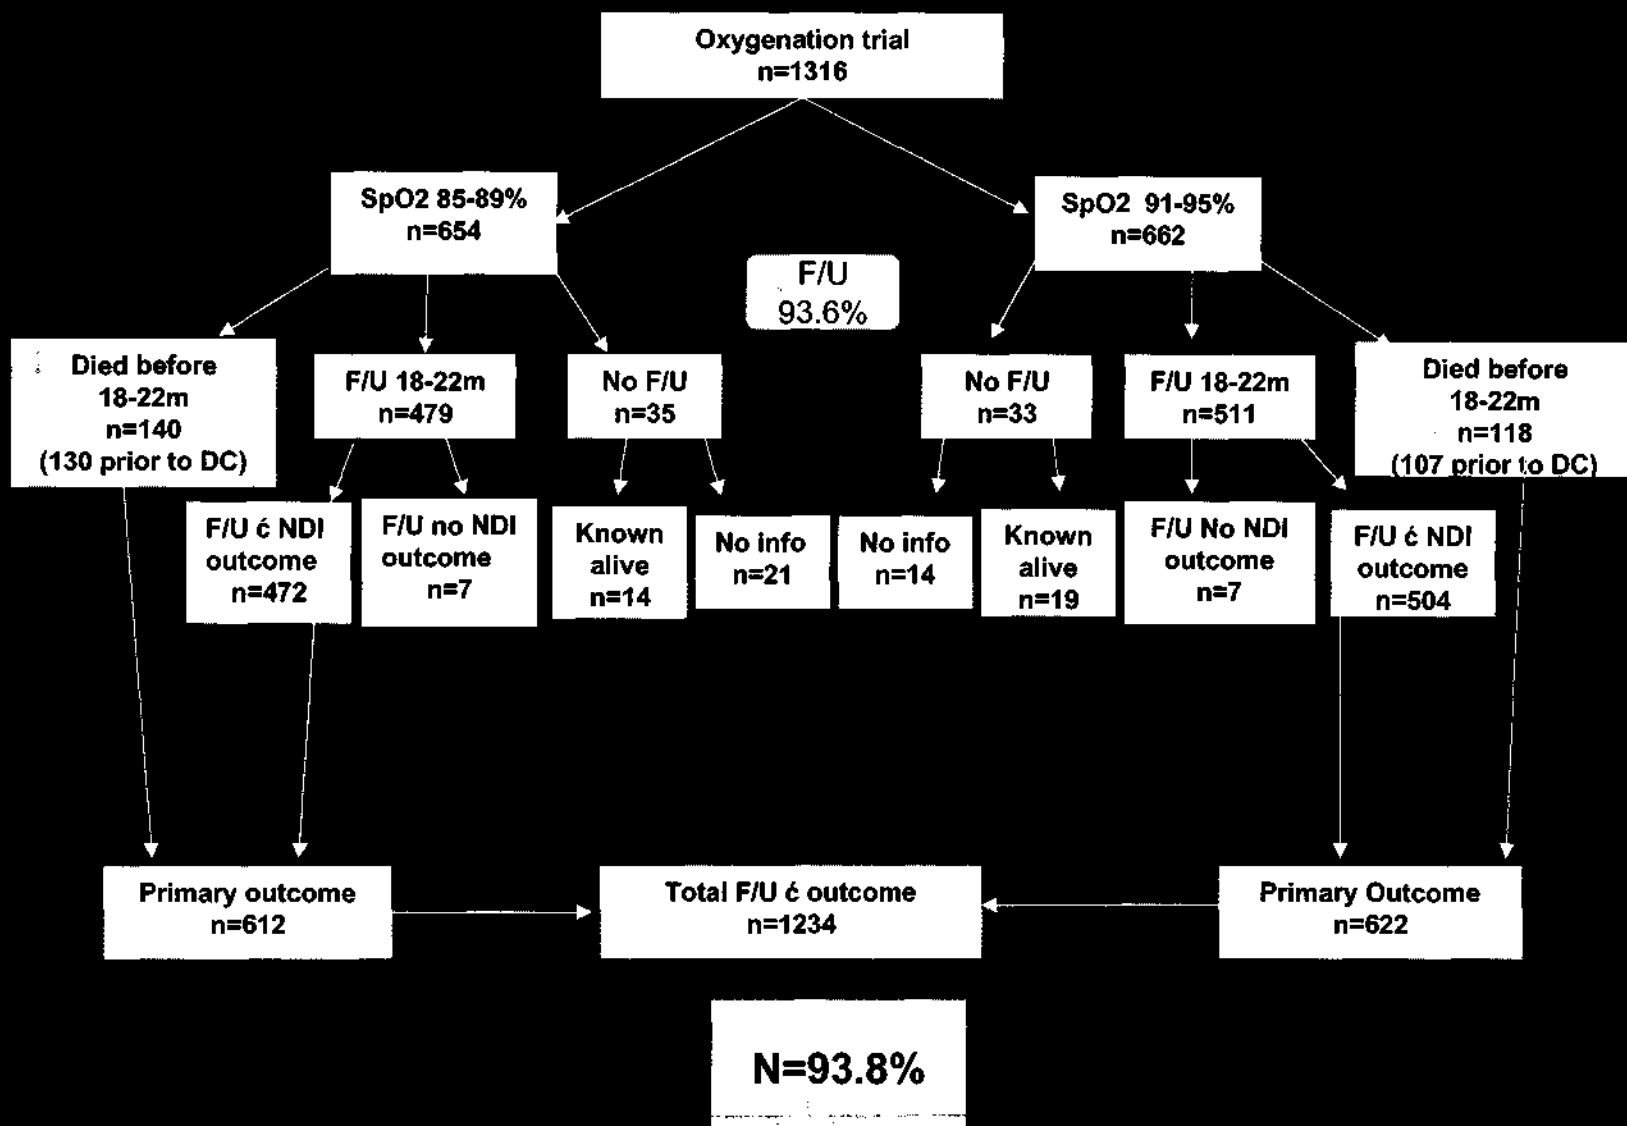 Oxygenation trial
n=1316
SpO2 85-89%
n=654
SpO2 91-95%
n=662
F/U
93.6%
Died before
18-22m
n=140
(130 prior to DC)
F/U 18-22m
n=479
No F/U
n=35
No F/U
n=33
F/U 18-22m
n=511
Died before
18-22m
n=118
(107 prior to DC)
F/U ć NDI
outcome
n=472
F/U no NDI
outcome
n=7
Known
alive
n=14
No info
n=21
No info
n=14
Known
alive
n=19
F/U No NDI
outcome
n=7
F/U ć NDI
outcome
n=504
Primary outcome
n=612
Total F/U ć outcome
n=1234
Primary Outcome
n=622
N=93.8%